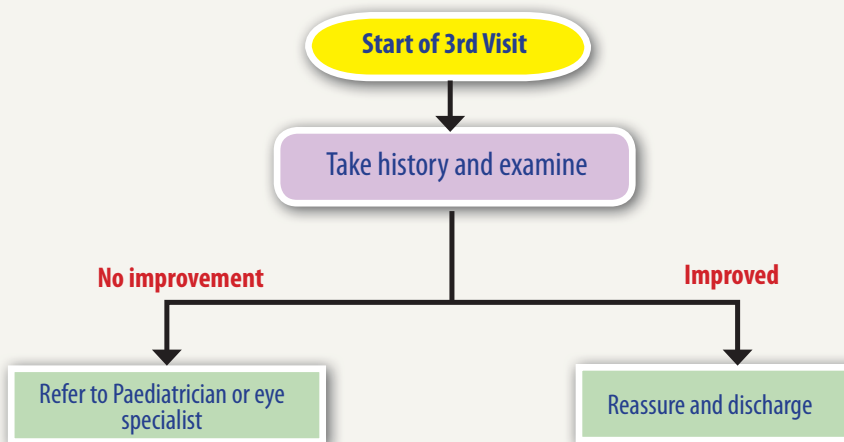 Start of 3rd Visit
Take history and examine
No improvement
Improved
Refer to Paediatrician or eye
specialist
Reassure and discharge